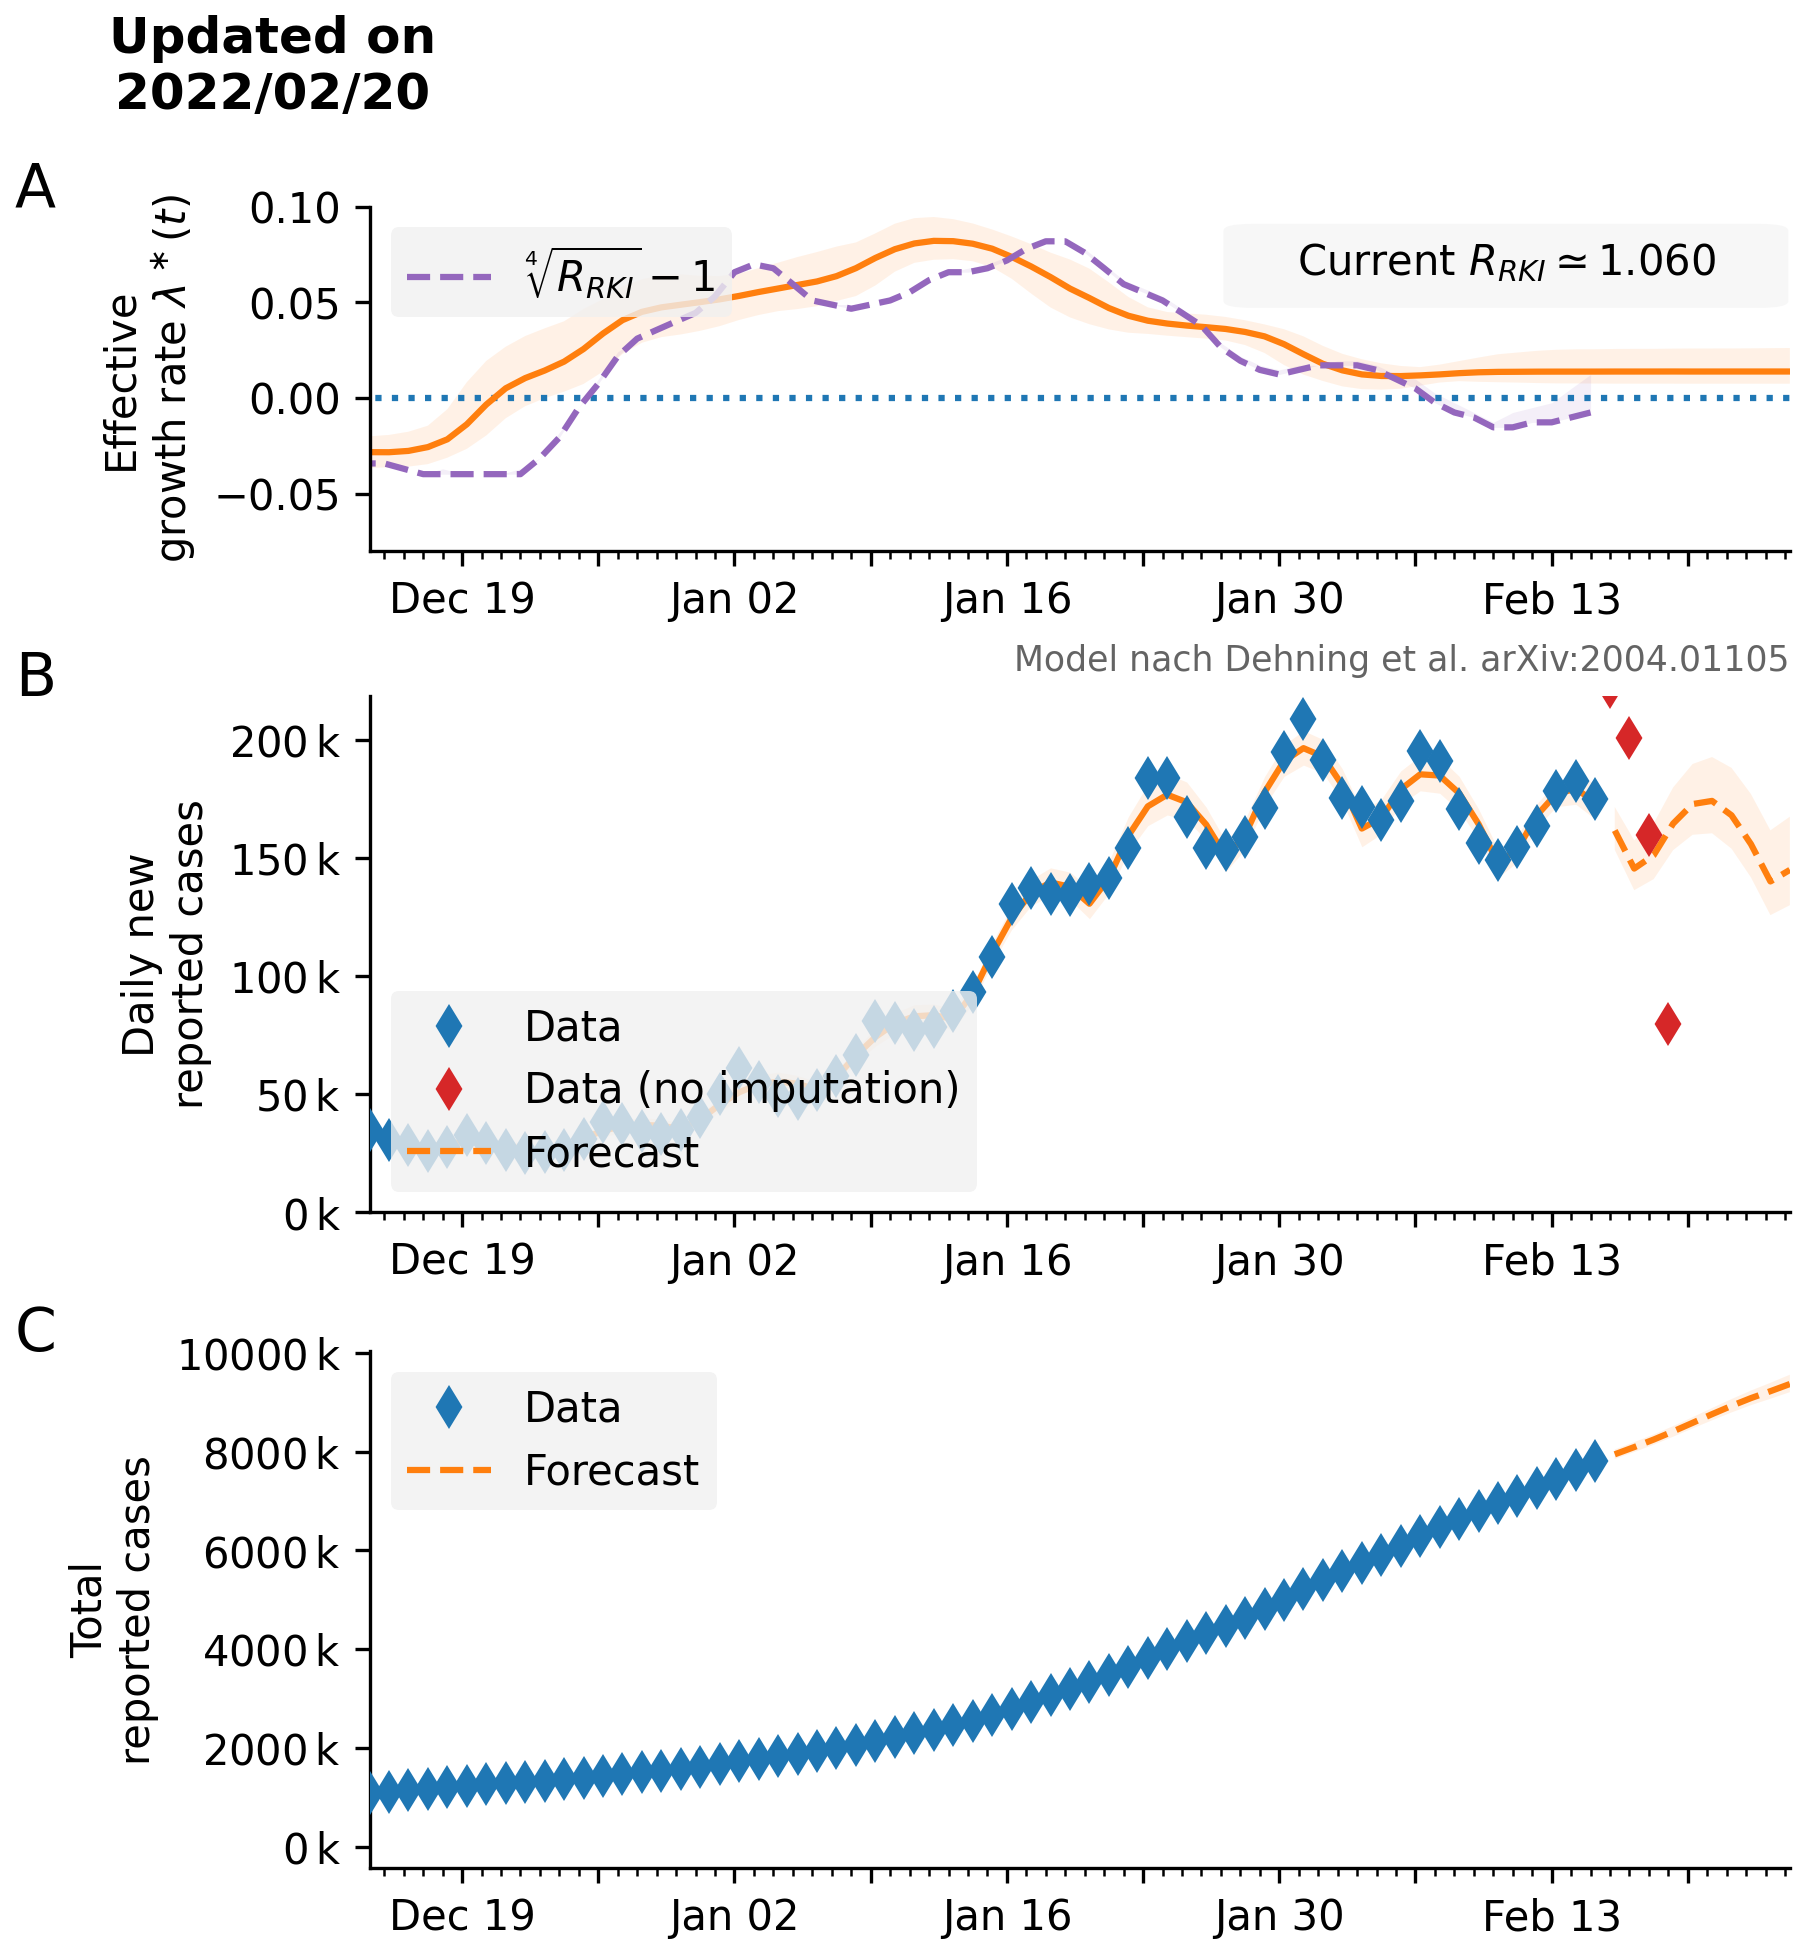 Updated on
2022/02/20
A
Effective
growth rate λ * (t)
0.10
0.05
0.00
−0.05
∜R_RKI − 1
Current R_RKI ≃ 1.060
Dec 19 Jan 02 Jan 16 Jan 30 Feb 13
Model nach Dehning et al. arXiv:2004.01105
B
Daily new
reported cases
200 k
150 k
100 k
50 k
0 k
Data
Data (no imputation)
Forecast
Dec 19 Jan 02 Jan 16 Jan 30 Feb 13
C
Total
reported cases
10000 k
8000 k
6000 k
4000 k
2000 k
0 k
Data
Forecast
Dec 19 Jan 02 Jan 16 Jan 30 Feb 13